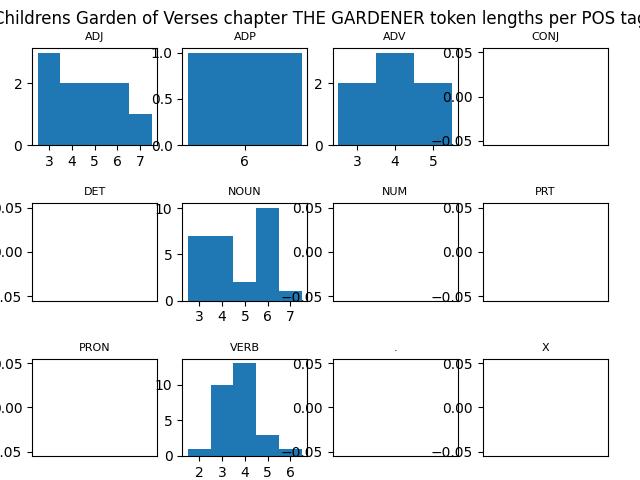 Childrens Garden of Verses chapter THE GARDENER token lengths per POS tag
ADJ ADP ADV CONJ
2 1.0 2 0.05
0.5 0.00
0 0.0 0 −0.05
3 4 5 6 7 6 3 4 5
DET NOUN NUM PRT
0.05 10 0.05 0.05
0.00 5 0.00 0.00
0.05 0 −0.05 −0.05
3 4 5 6 7
PRON VERB . X
0.05 10 0.05 0.05
0.00 5 0.00 0.00
0.05 0 −0.05 −0.05
2 3 4 5 6